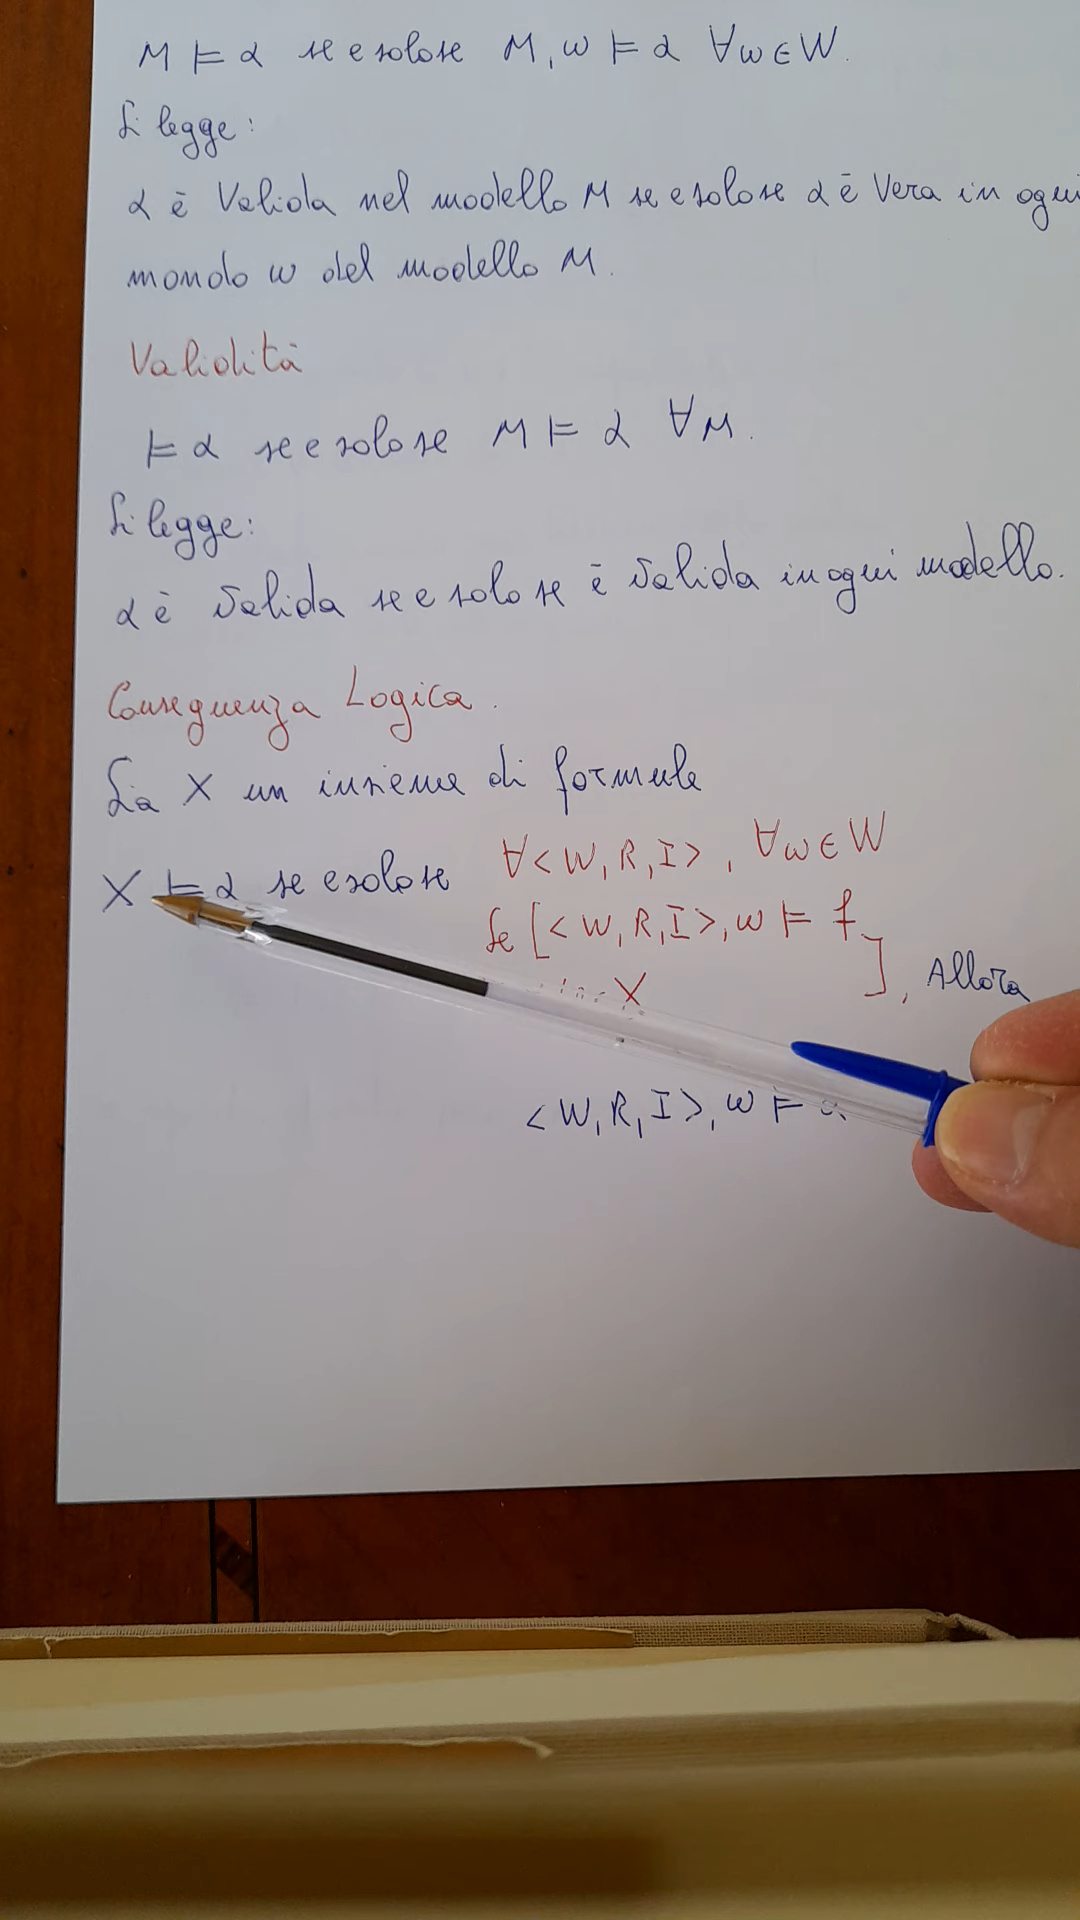 M ⊨ α se e solo se M, w ⊨ α ∀w ∈ W.
Si legge:
α è Valida nel modello M se e solo se α è Vera in ogni
mondo w del modello M.
Validità
⊨ α se e solo se M ⊨ α ∀M.
Si legge:
α è Valida se e solo se è Valida in ogni modello.
Conseguenza Logica.
Sia X un insieme di formule
X ⊨ α se e solo se ∀<W, R, I>, ∀w ∈ W
Se [<W, R, I>, w ⊨ f
X ], Allora
<W, R, I>, w ⊨